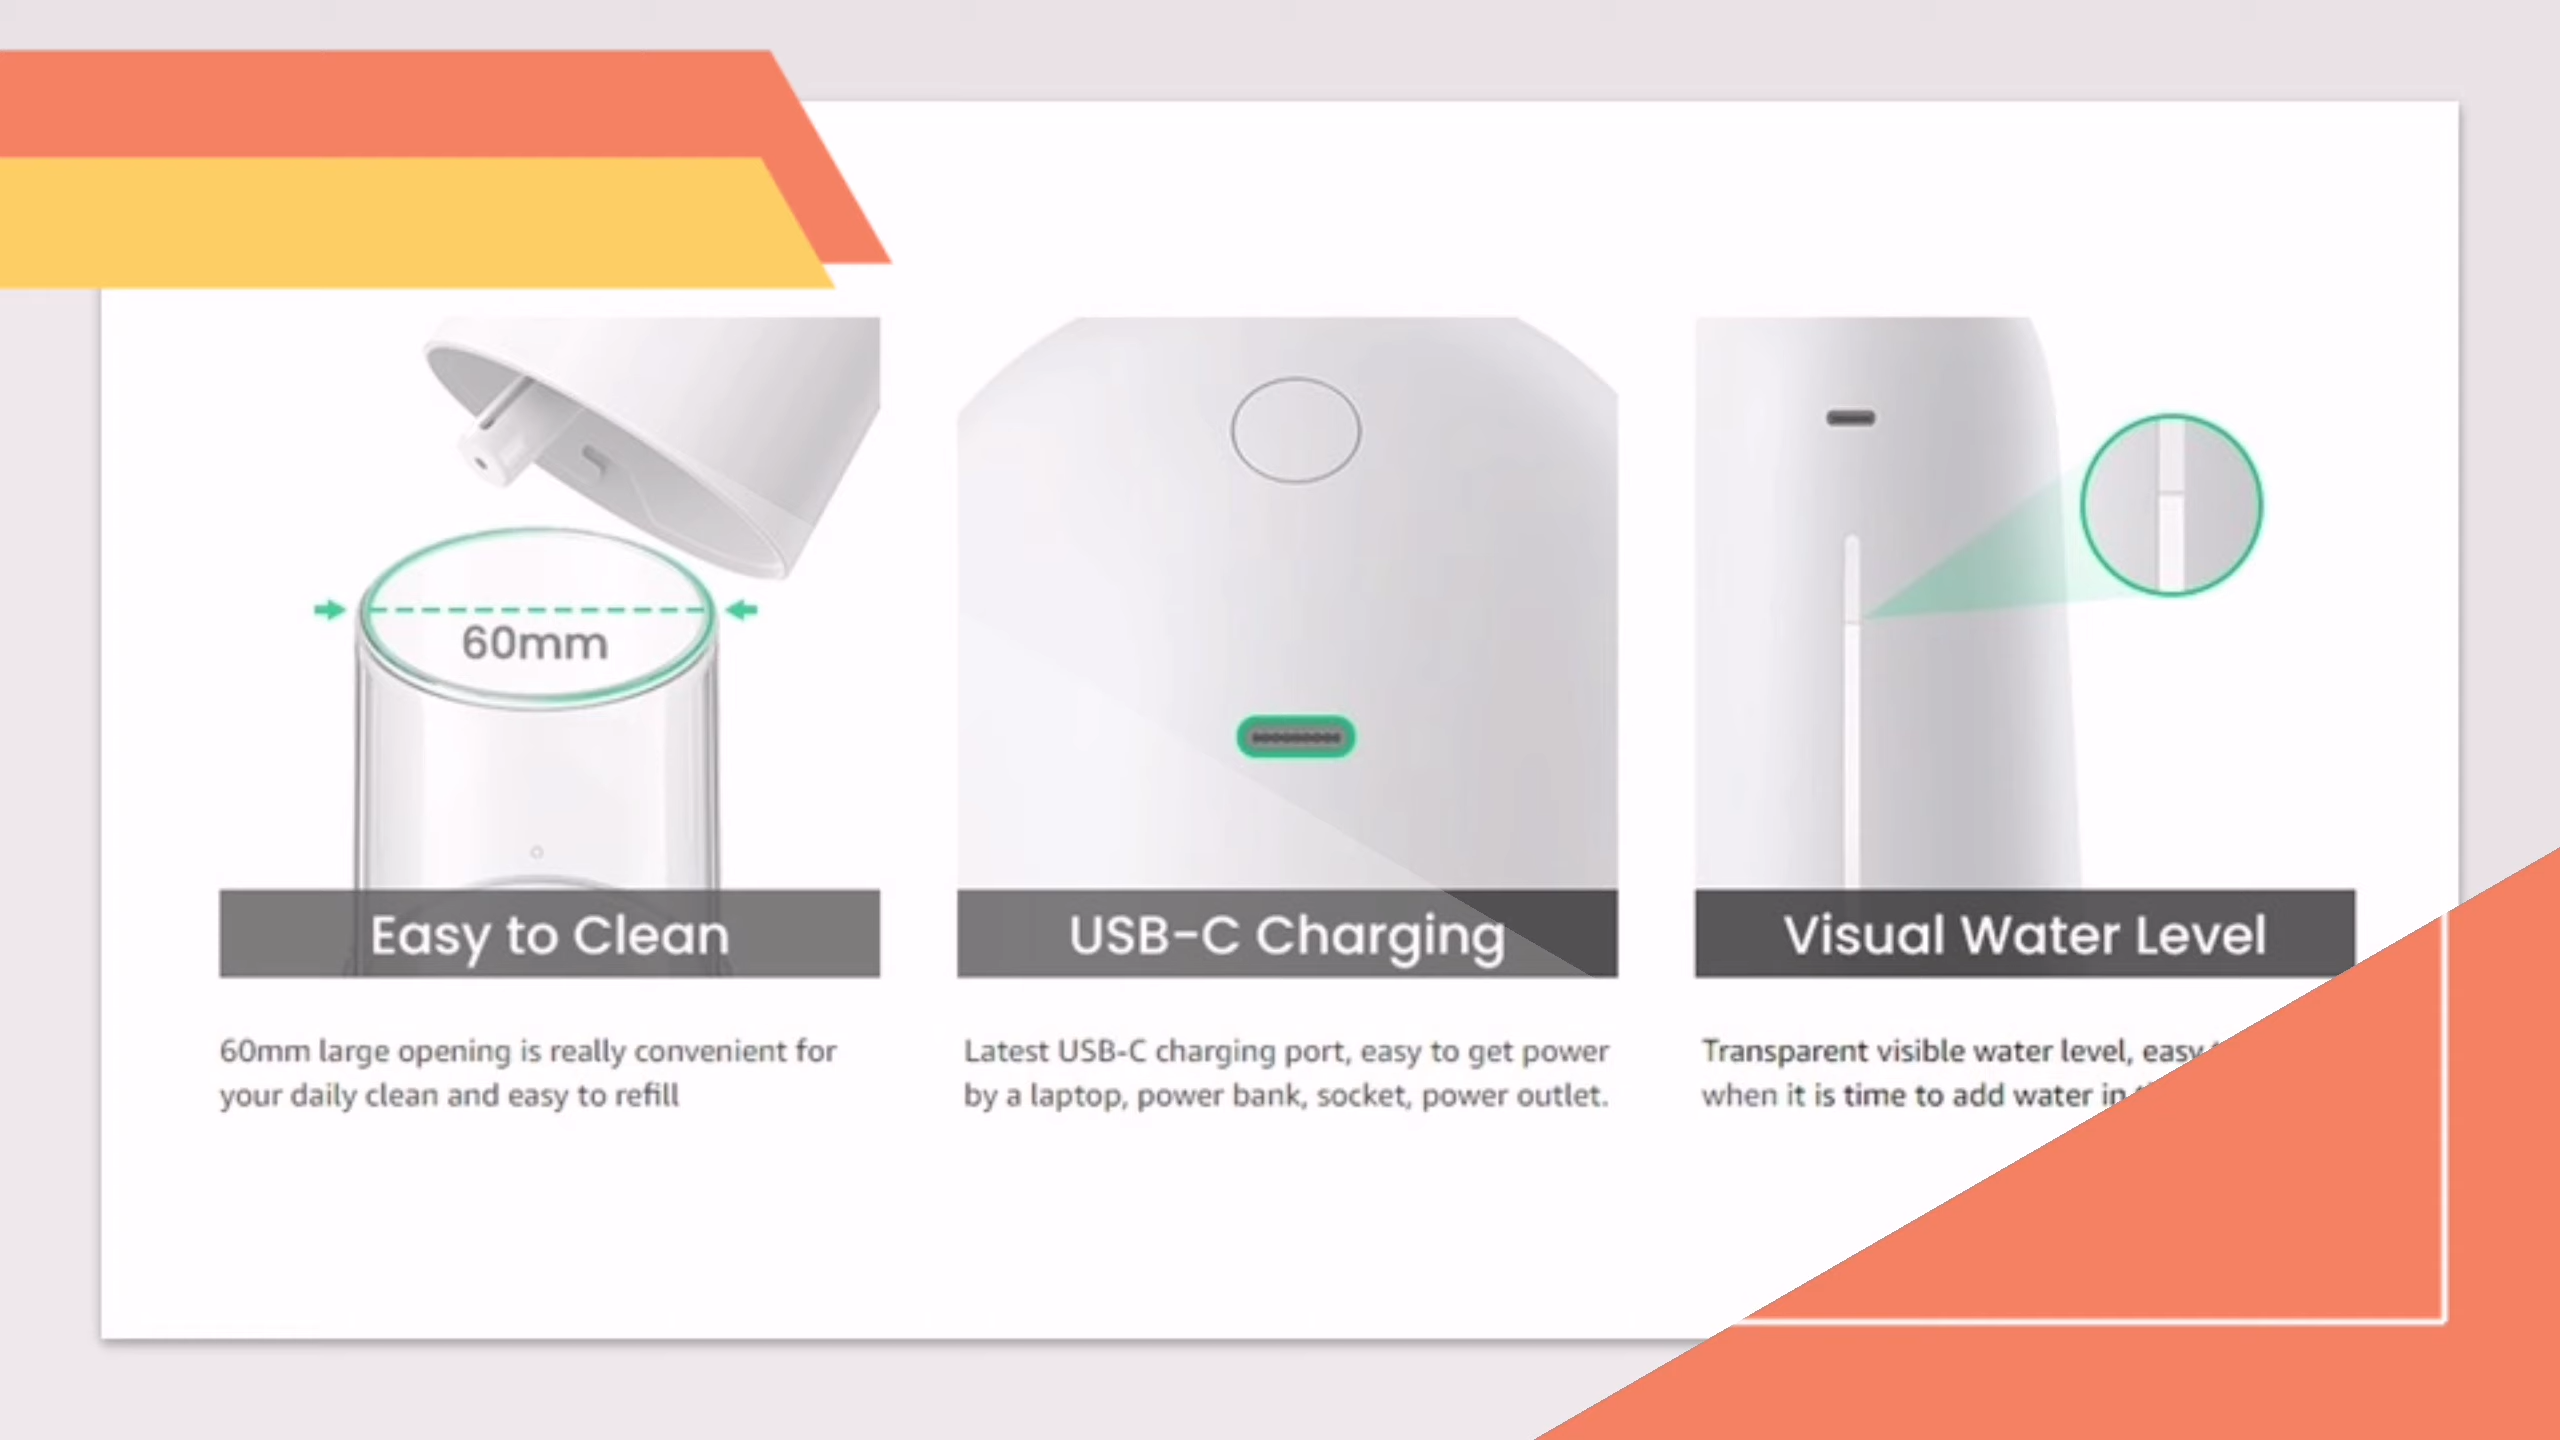 60mm
Easy to Clean
60mm large opening is really convenient for
your daily clean and easy to refill
USB-C Charging
Latest USB-C charging port, easy to get power
by a laptop, power bank, socket, power outlet.
Visual Water Level
Transparent visible water level, easy
when it is time to add water in